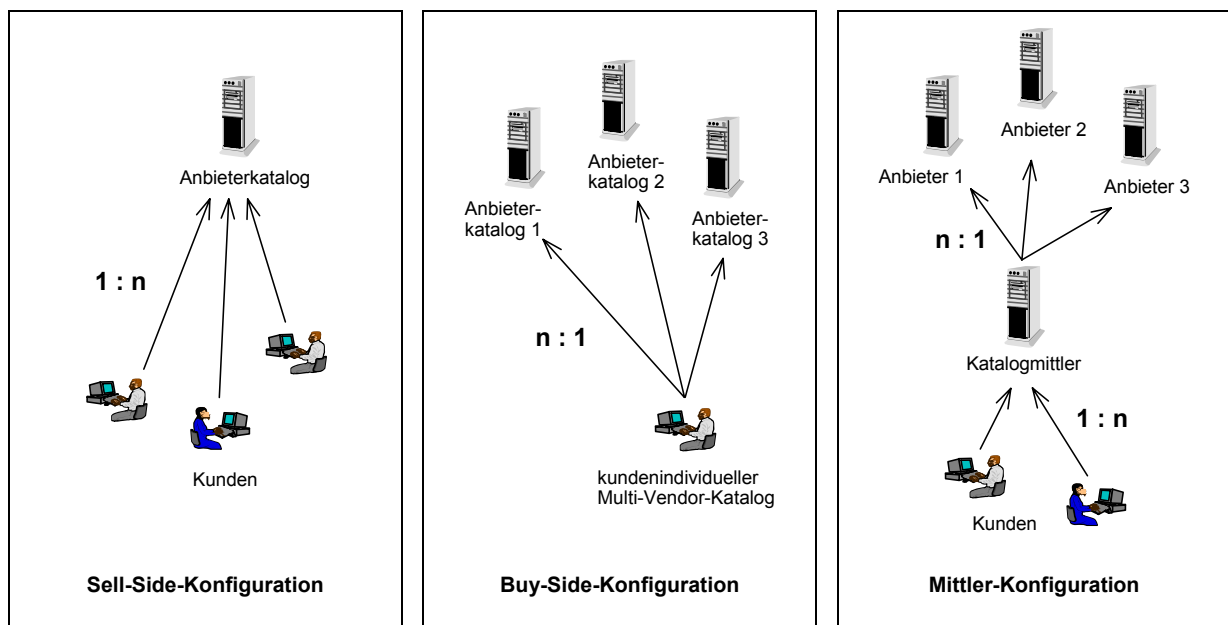 Anbieterkatalog
1 : n
Kunden
Sell-Side-Konfiguration
Anbieter-
katalog 1
Anbieter-
katalog 2
Anbieter-
katalog 3
n : 1
kundenindividueller
Multi-Vendor-Katalog
Buy-Side-Konfiguration
Anbieter 1
Anbieter 2
Anbieter 3
n : 1
Katalogmittler
1 : n
Kunden
Mittler-Konfiguration